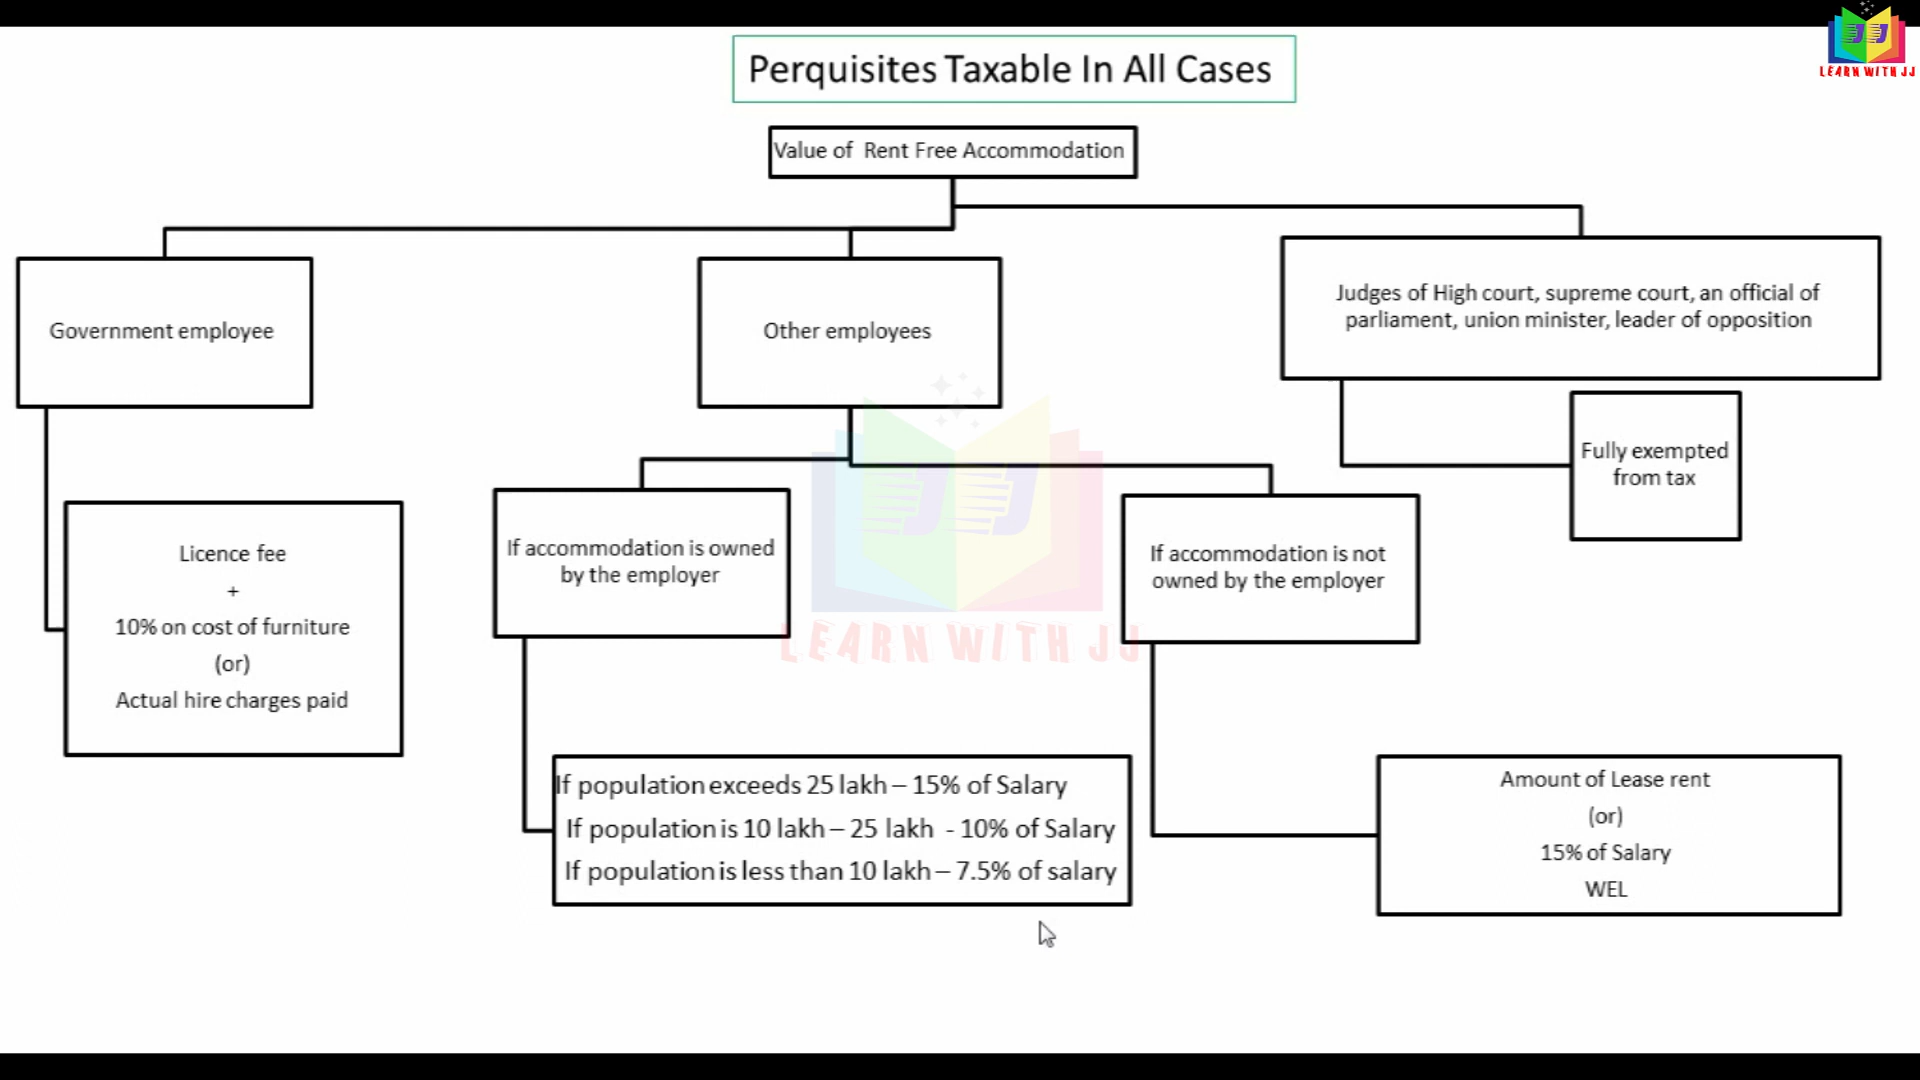 LEARN WITH JJ
Perquisites Taxable In All Cases
Value of Rent Free Accommodation
Government employee
Other employees
Judges of High court, supreme court, an official of
parliament, union minister, leader of opposition
Fully exempted
from tax
Licence fee
+
10% on cost of furniture
(or)
Actual hire charges paid
If accommodation is owned
by the employer
If accommodation is not
owned by the employer
JJ
LEARN WITH JJ
If population exceeds 25 lakh – 15% of Salary
If population is 10 lakh – 25 lakh - 10% of Salary
If population is less than 10 lakh – 7.5% of salary
Amount of Lease rent
(or)
15% of Salary
WEL